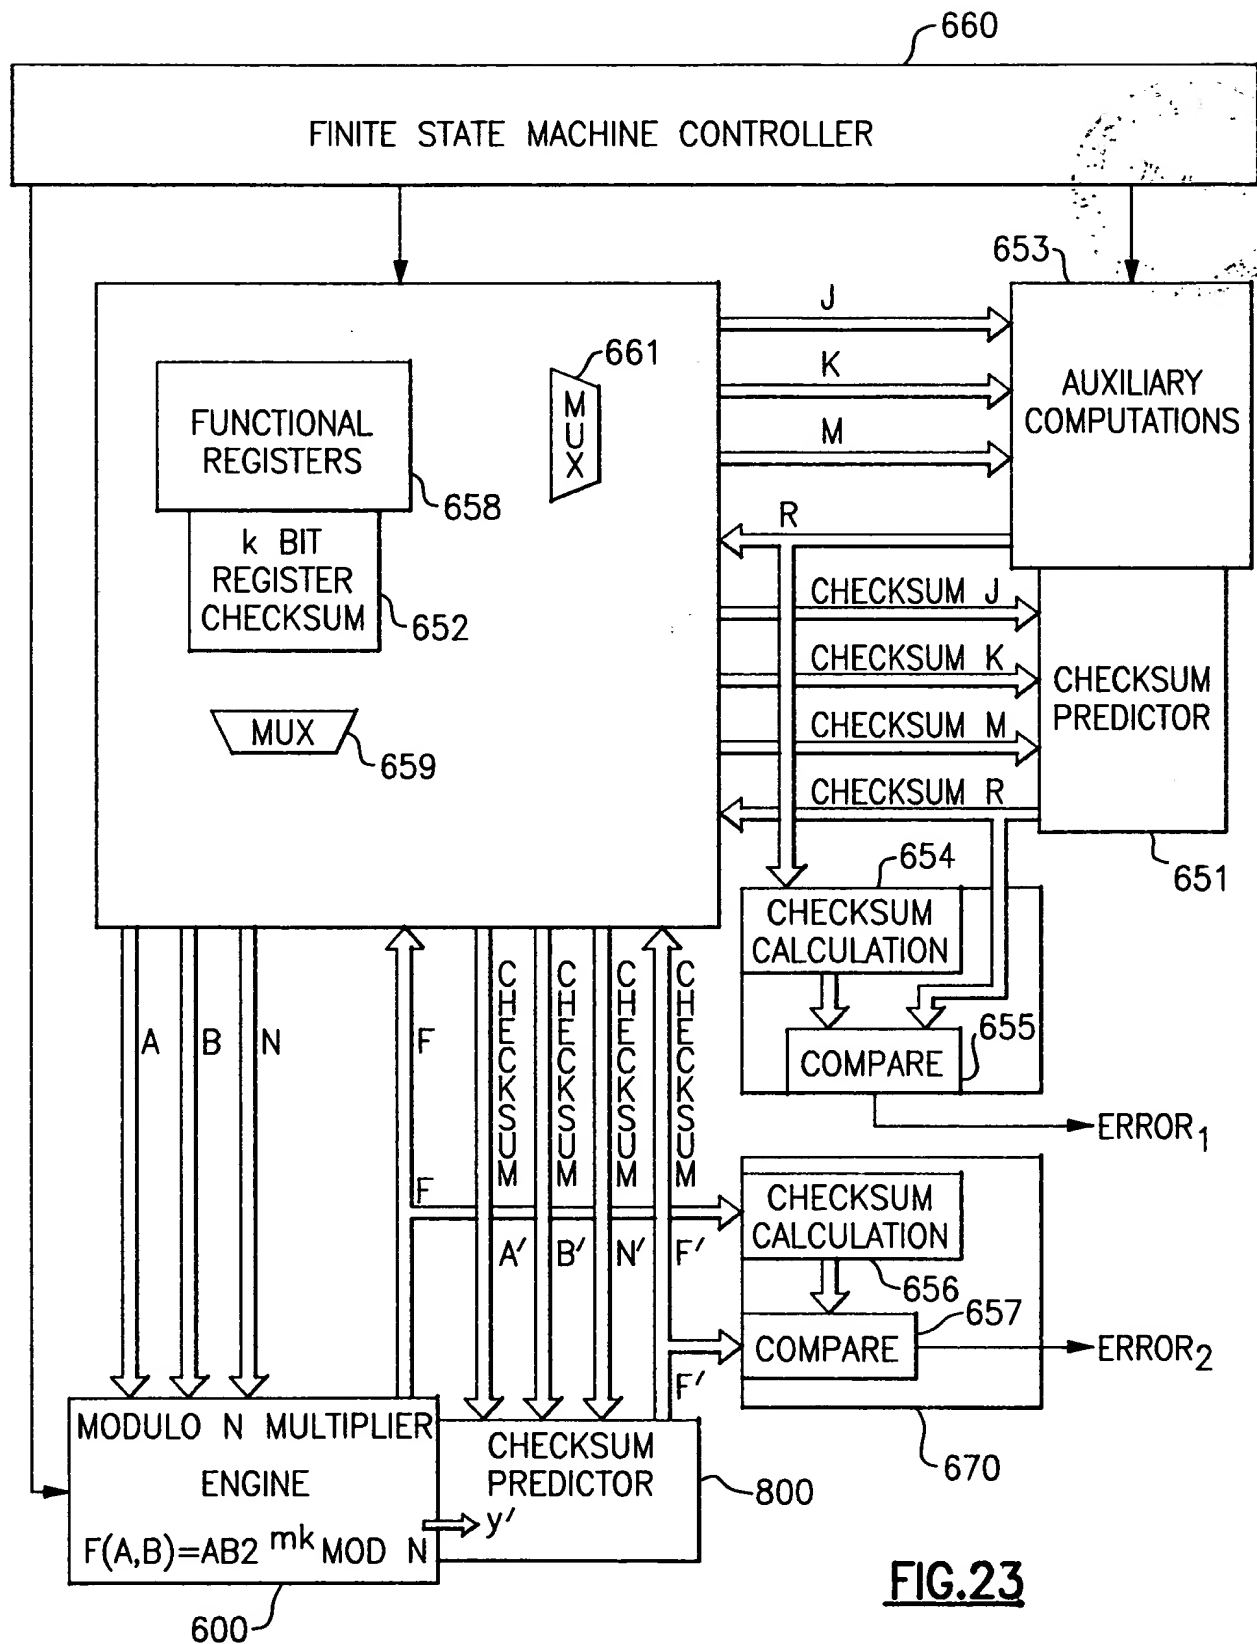 660
FINITE STATE MACHINE CONTROLLER
653
J
661
K
MUX
AUXILIARY
COMPUTATIONS
FUNCTIONAL
REGISTERS
M
658
R
k BIT
REGISTER
CHECKSUM
652
CHECKSUM J
CHECKSUM K
CHECKSUM
PREDICTOR
CHECKSUM M
MUX
659
CHECKSUM R
654
651
CHECKSUM
CALCULATION
A
B
N
F
CHECKSUM
CHECKSUM
CHECKSUM
CHECKSUM
655
COMPARE
ERROR1
F
CHECKSUM
CALCULATION
A'
B'
N'
F'
656
657
COMPARE
ERROR2
F'
MODULO N MULTIPLIER
ENGINE
F(A,B)=AB2 mk MOD N
CHECKSUM
PREDICTOR
y'
800
670
600
FIG.23